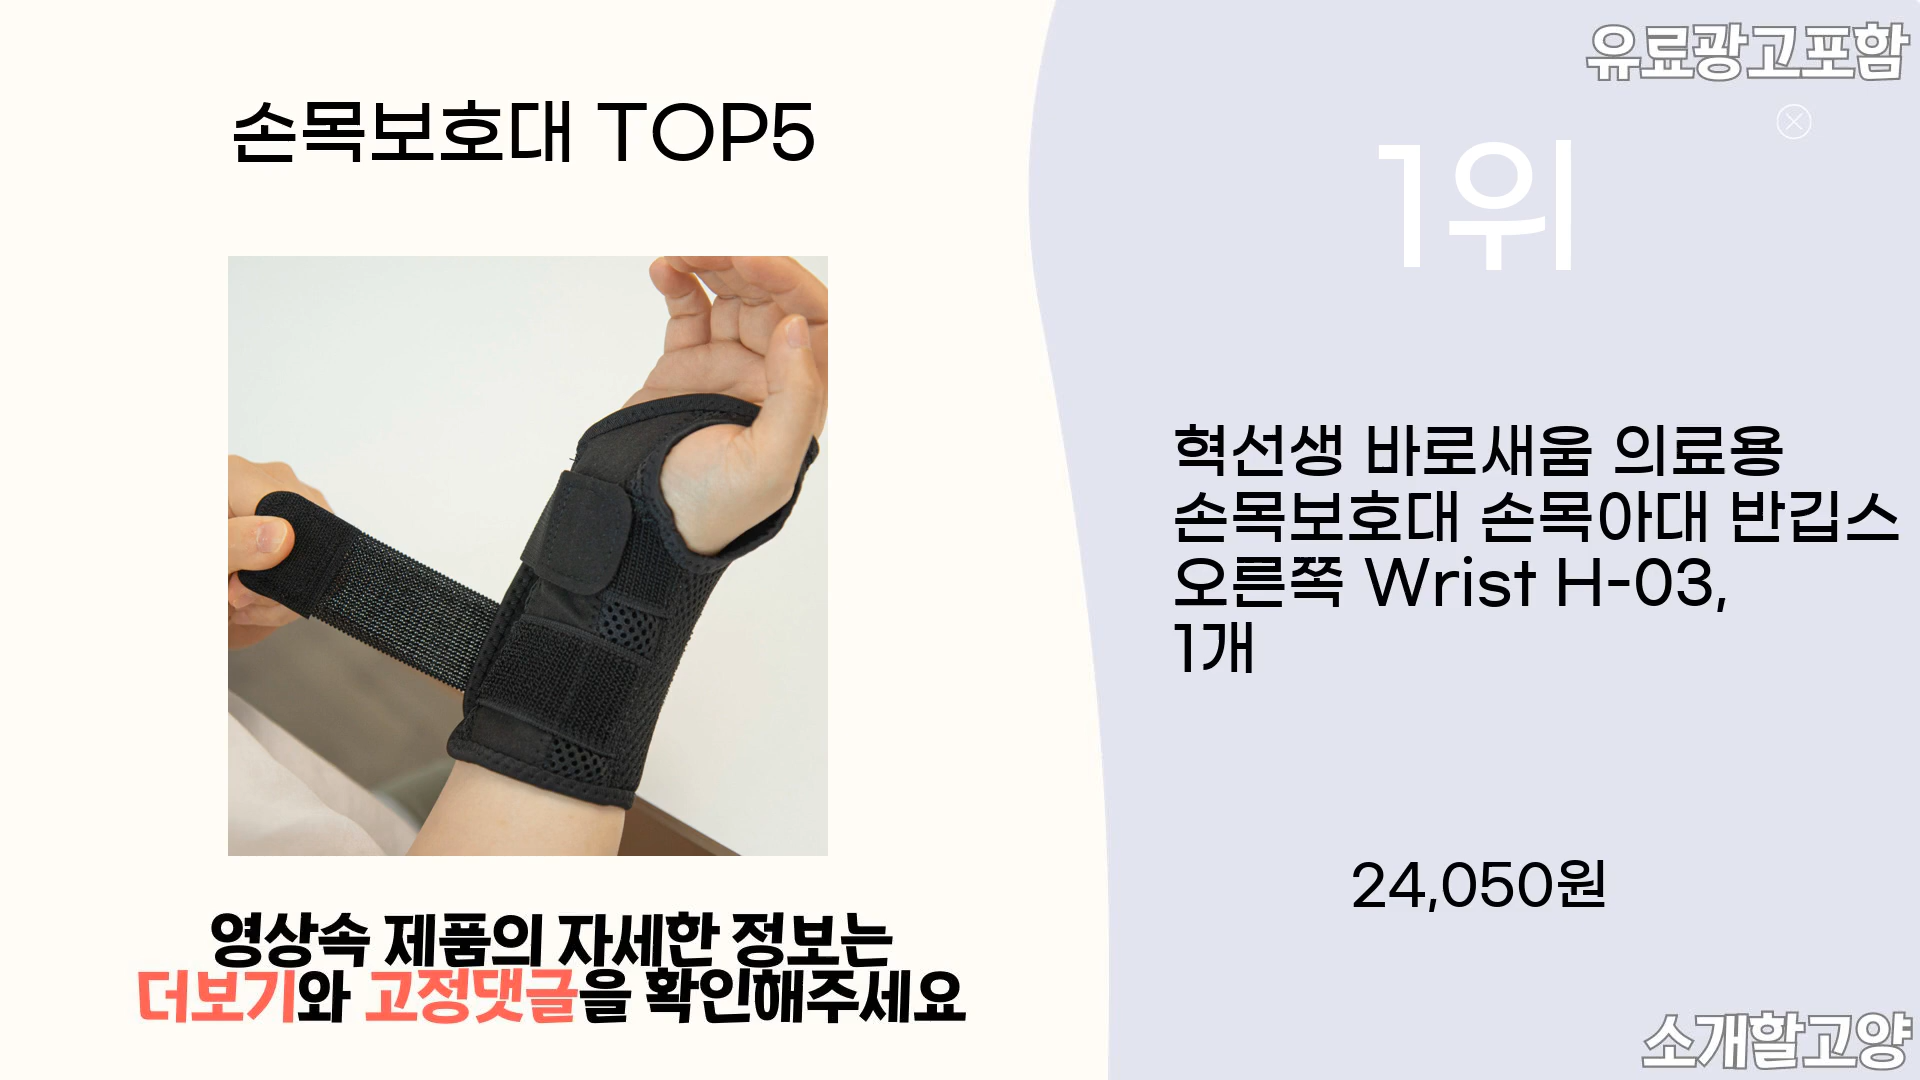 유료광고포함
손목보호대 TOP5
1위
혁선생 바로새움 의료용
손목보호대 손목아대 반깁스
오른쪽 Wrist H-03,
1개
24,050원
영상속 제품의 자세한 정보는
더보기와 고정댓글을 확인해주세요
소개할고양